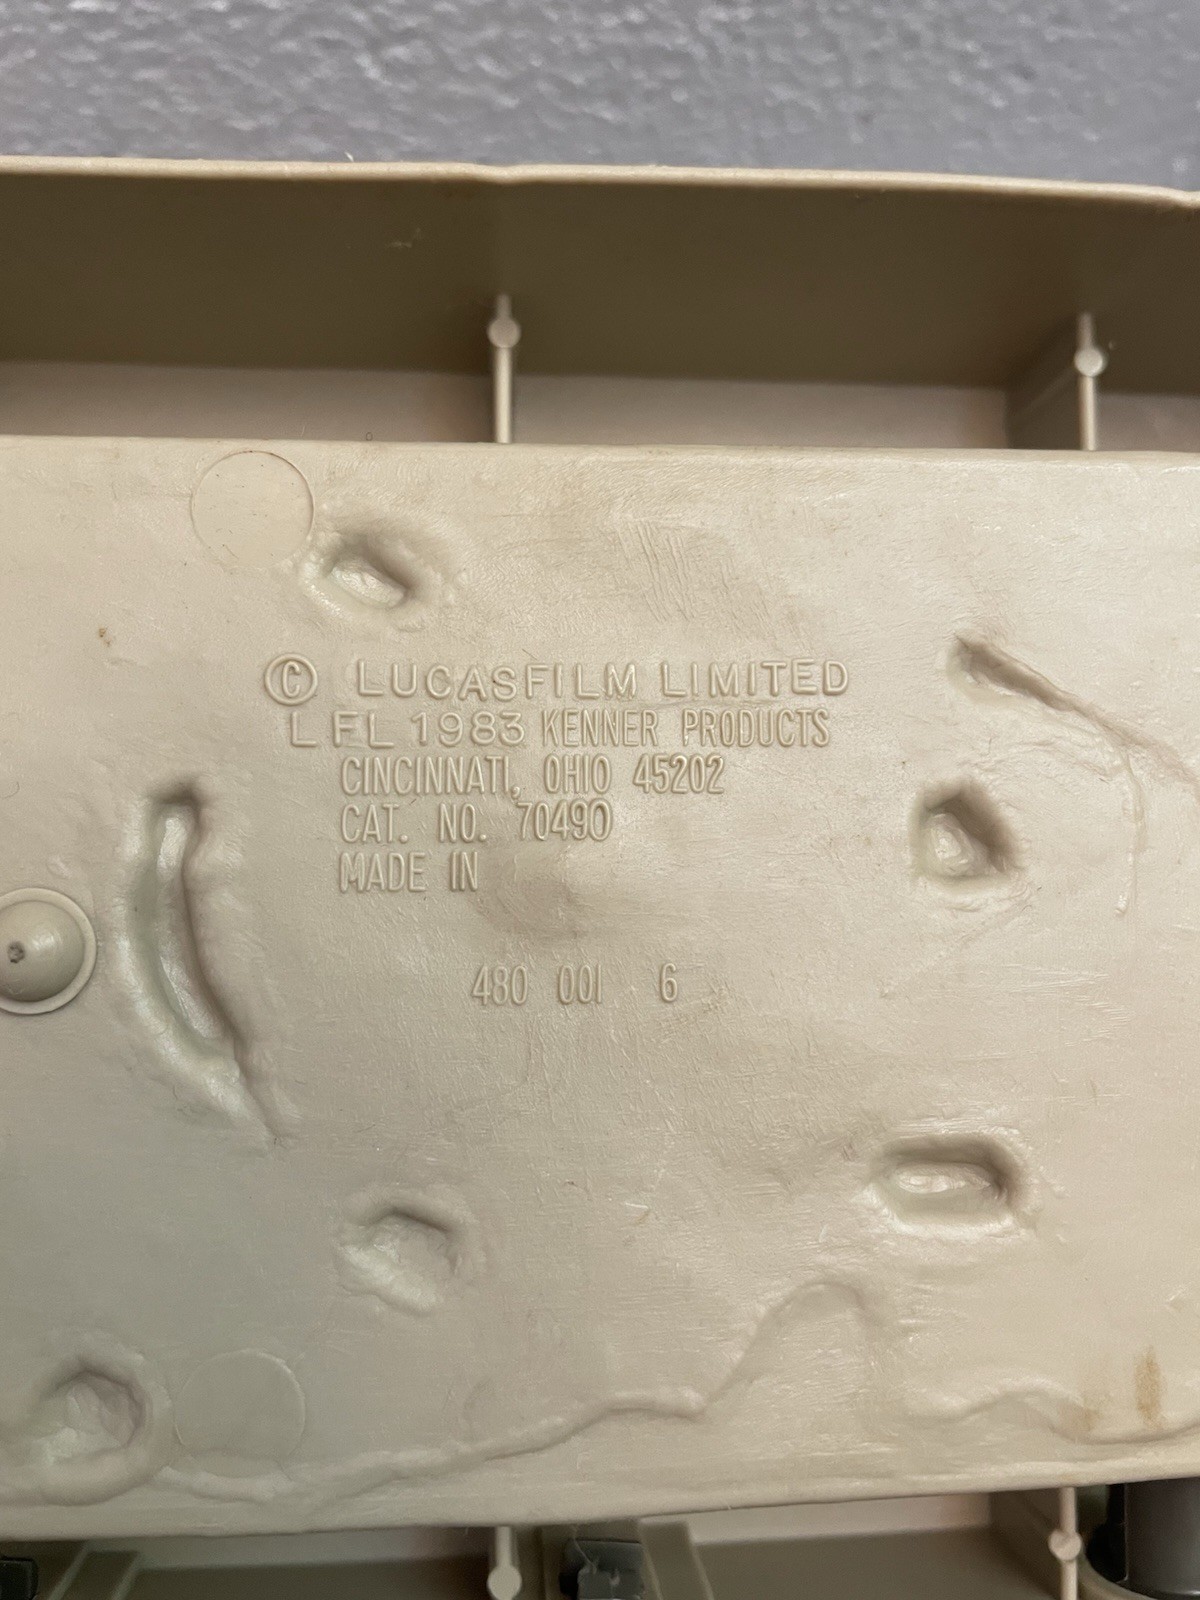 © LUCASFILM LIMITED
LFL 1983 KENNER PRODUCTS
CINCINNATI, OHIO 45202
CAT. NO. 70490
MADE IN
480 001 6